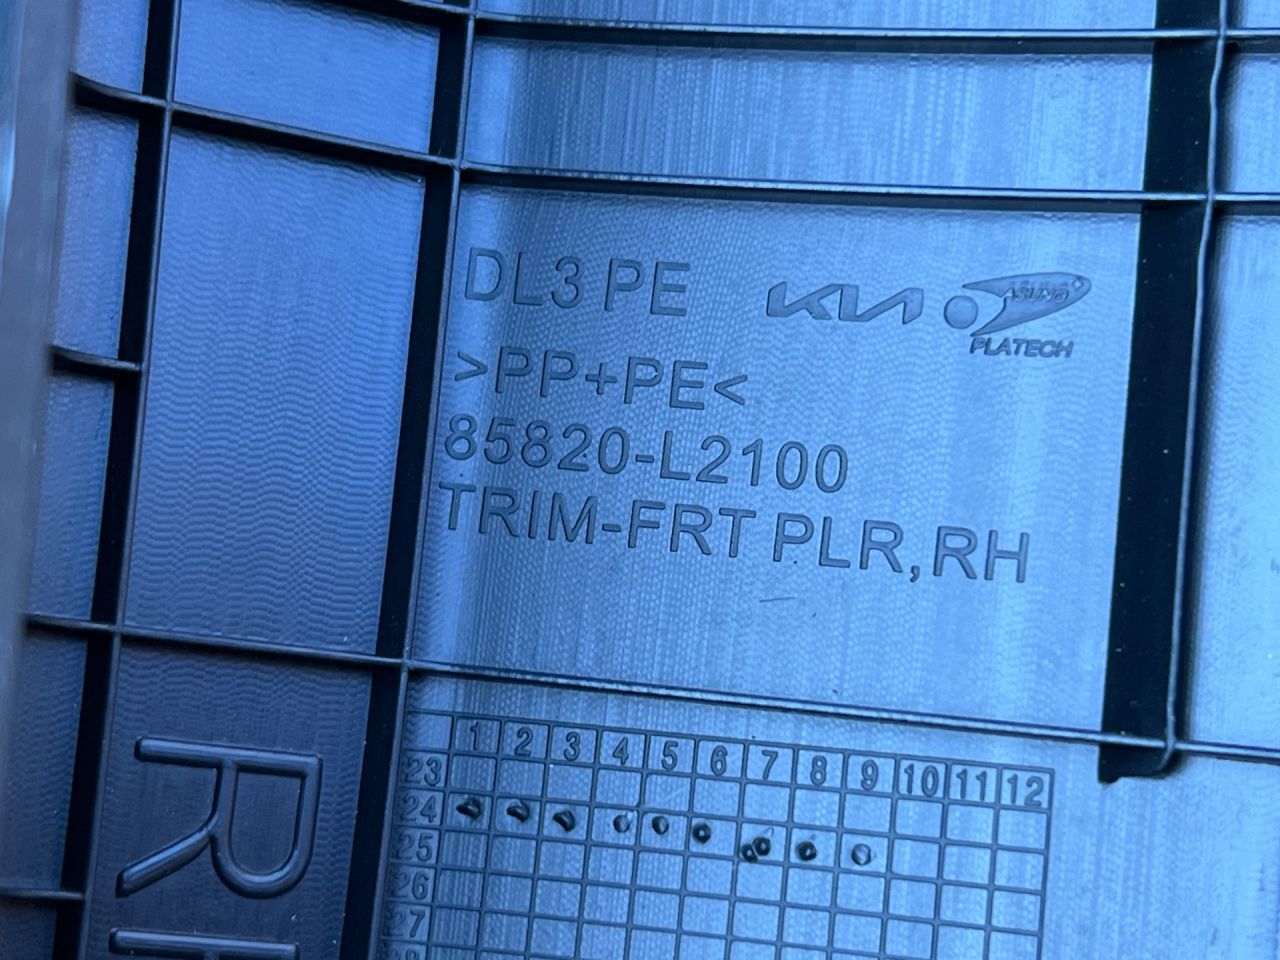 DL3 PE KIA ASUNG PLATECH
>PP+PE<
85820-L2100
TRIM-FRT PLR,RH
1 2 3 4 5 6 7 8 9 10 11 12
23
24
25
26
27
R